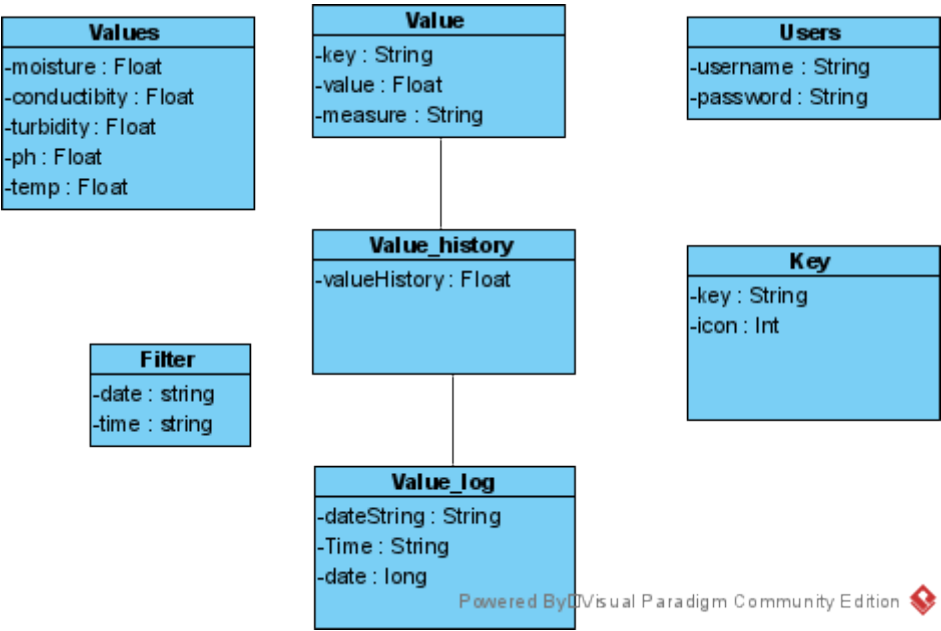 Values
-moisture : Float
-conductibity : Float
-turbidity : Float
-ph : Float
-temp : Float
Value
-key : String
-value : Float
-measure : String
Users
-username : String
-password : String
Value_history
-valueHistory : Float
Key
-key : String
-icon : Int
Filter
-date : string
-time : string
Value_log
-dateString : String
-Time : String
-date : long
Powered By Visual Paradigm Community Edition